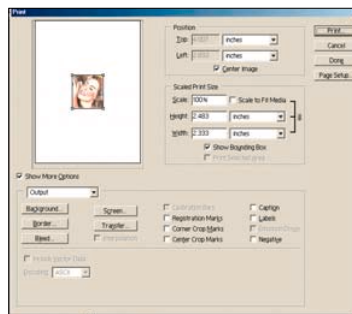 Print
Position
Top: inches
Left: inches
Center Image
Scaled Print Size
Scale: 100% Scale to Fit Media
Height: 2.483 inches
Width: 2.333 inches
Show Bounding Box
Print Selected Area
Print...
Cancel
Done
Page Setup...
Show More Options
Output
Background... Screen... Calibration Bars Caption
Border... Transfer... Registration Marks Labels
Bleed... Interpolation Corner Crop Marks
Center Crop Marks Negative
Include Vector Data
Encoding: ASCII